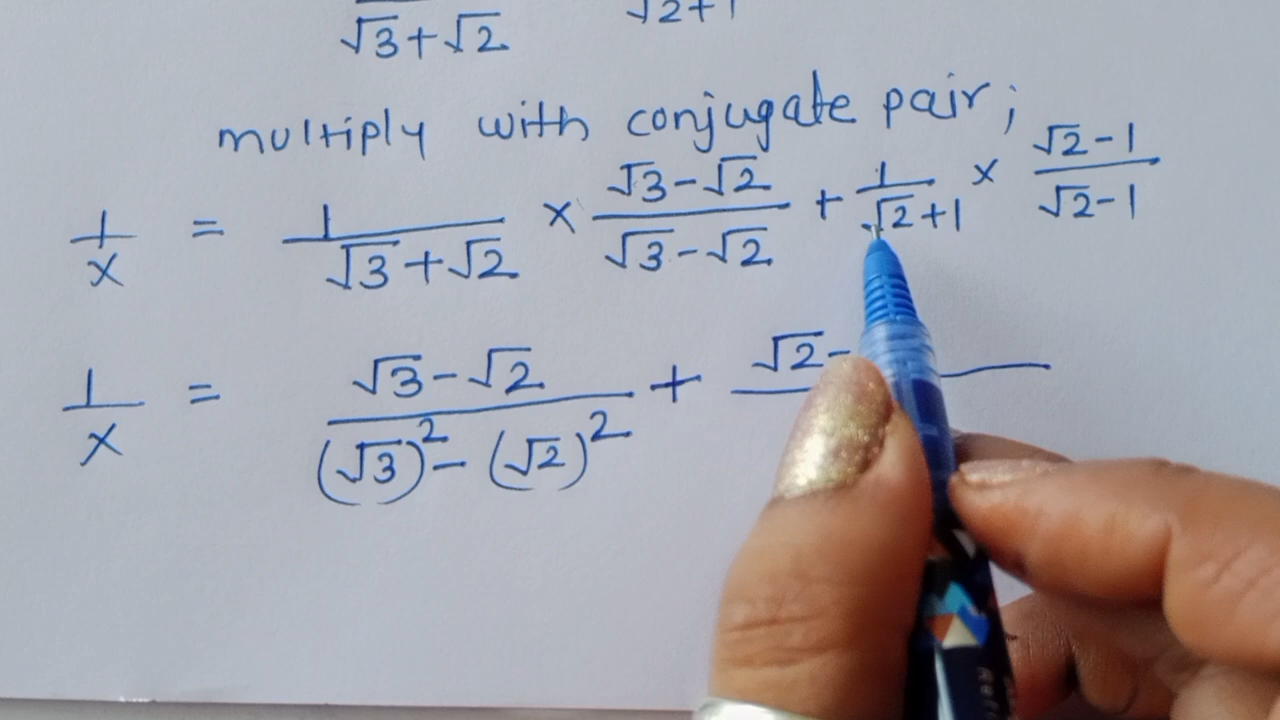 √3+√2 √2+1
multiply with conjugate pair;
1/x = 1/(√3+√2) × (√3-√2)/(√3-√2) + 1/(√2+1) × (√2-1)/(√2-1)
1/x = (√3-√2)/((√3)²-(√2)²) + √2-